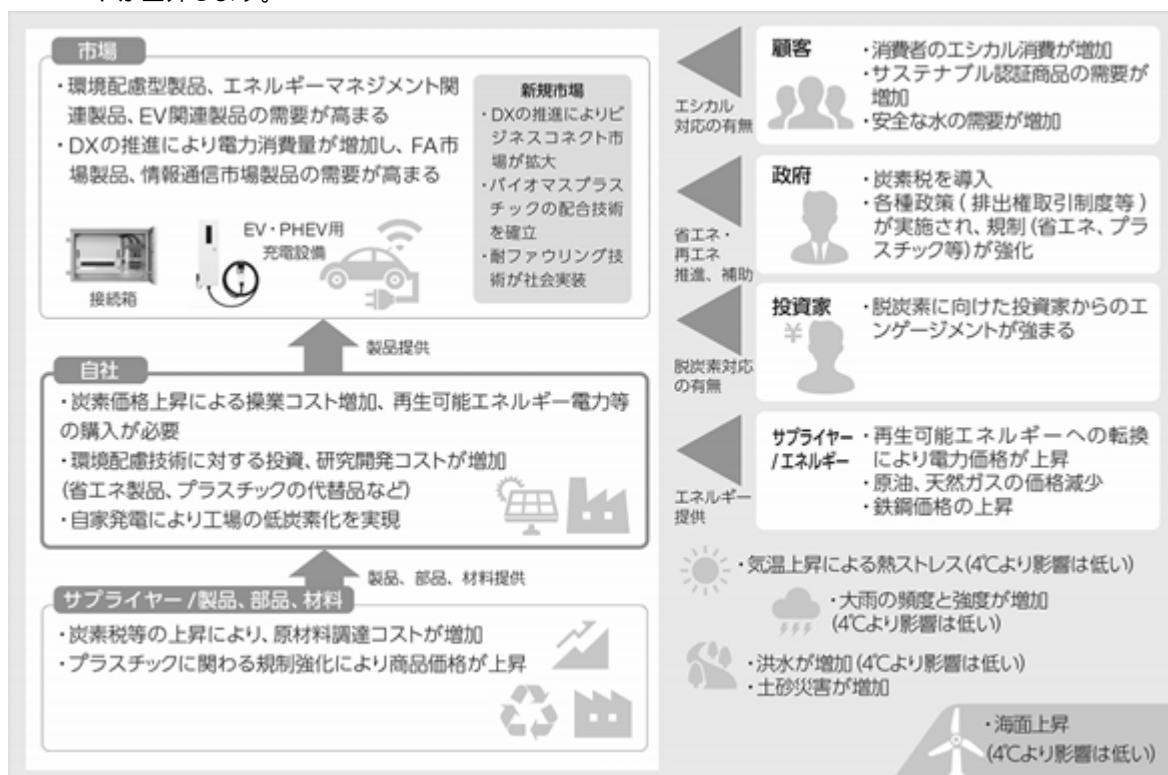 市場
・環境配慮型製品、エネルギーマネジメント関
連製品、EV関連製品の需要が高まる
・DXの推進により電力消費量が増加し、FA市
場製品、情報通信市場製品の需要が高まる
接続箱
EV・PHEV用
充電設備
新規市場
・DXの推進によりビ
ジネスコネクト市
場が拡大
・バイオマスプラス
チックの配合技術
を確立
・耐ファウリング技
術が社会実装
製品提供
自社
・炭素価格上昇による操業コスト増加、再生可能エネルギー電力等
の購入が必要
・環境配慮技術に対する投資、研究開発コストが増加
(省エネ製品、プラスチックの代替品など)
・自家発電により工場の低炭素化を実現
製品、部品、材料提供
サプライヤー/製品、部品、材料
・炭素税等の上昇により、原材料調達コストが増加
・プラスチックに関わる規制強化により商品価格が上昇
エシカル
対応の有無
顧客
・消費者のエシカル消費が増加
・サステナブル認証商品の需要が
増加
・安全な水の需要が増加
省エネ・
再エネ
推進、補助
政府
・炭素税を導入
・各種政策(排出権取引制度等)
が実施され、規制(省エネ、プラ
スチック等)が強化
脱炭素対応
の有無
投資家
¥
・脱炭素に向けた投資家からのエ
ンゲージメントが強まる
エネルギー
提供
サプライヤー
/エネルギー
・再生可能エネルギーへの転換
により電力価格が上昇
・原油、天然ガスの価格減少
・鉄鋼価格の上昇
・気温上昇による熱ストレス(4℃より影響は低い)
・大雨の頻度と強度が増加
(4℃より影響は低い)
・洪水が増加(4℃より影響は低い)
・土砂災害が増加
・海面上昇
(4℃より影響は低い)